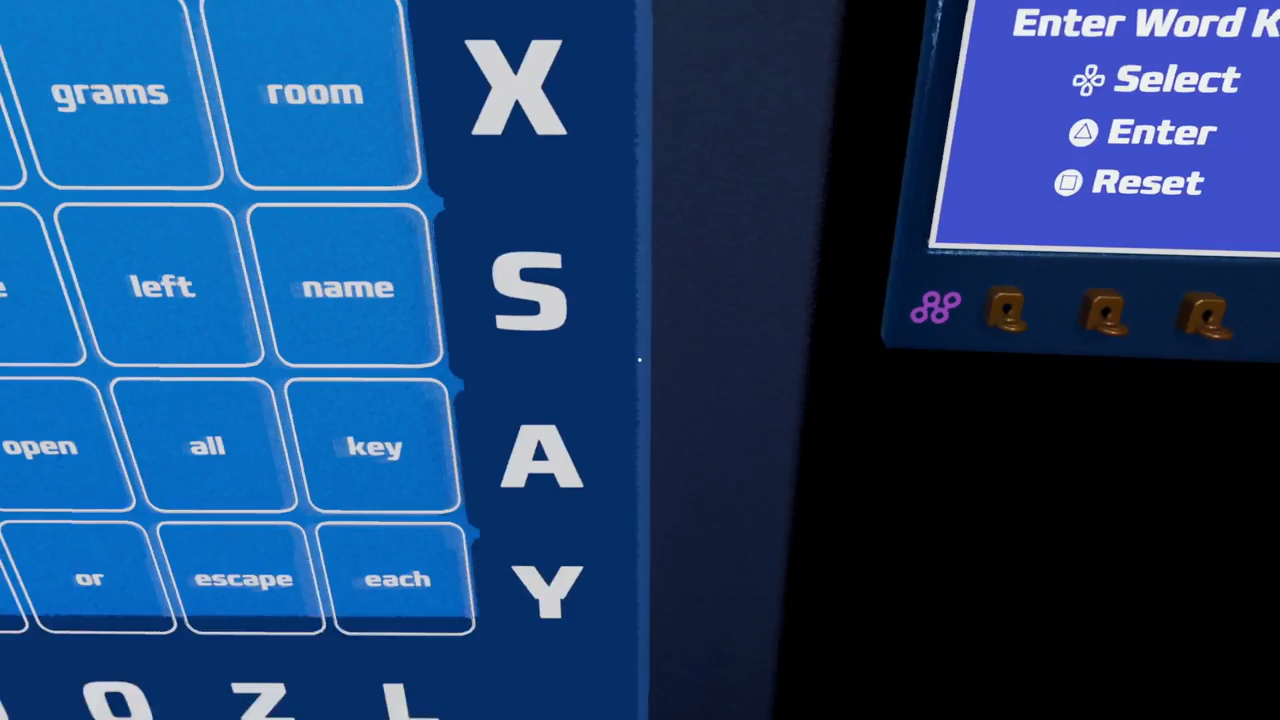 grams room X
left name S
open all key A
or escape each Y
O Z L
Enter Word K
Select
Enter
Reset